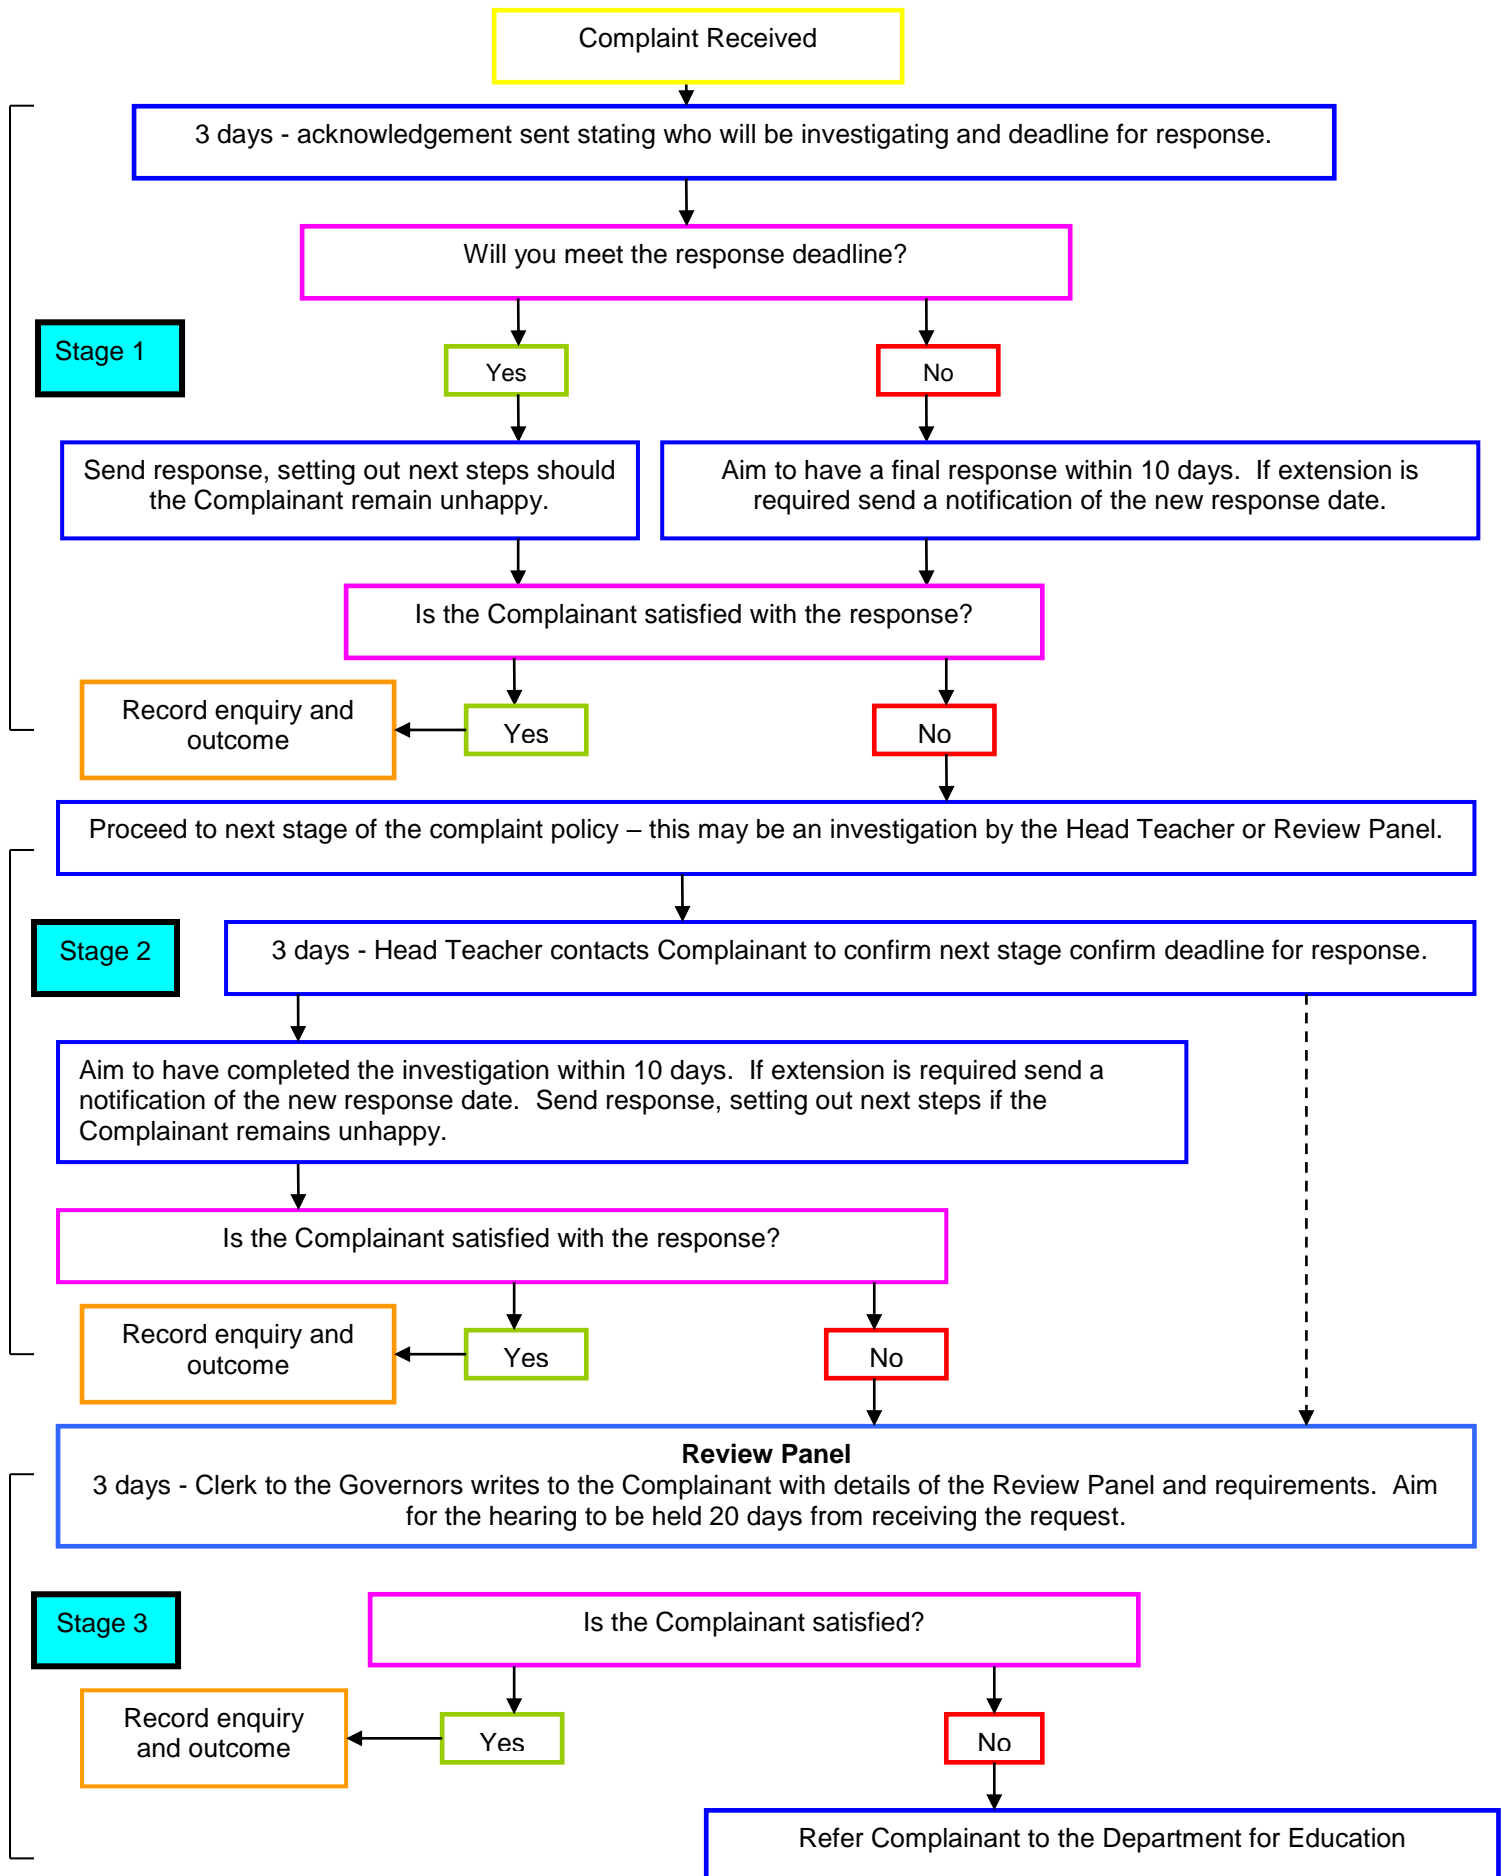 Complaint Received
3 days - acknowledgement sent stating who will be investigating and deadline for response.
Will you meet the response deadline?
Stage 1
Yes
No
Send response, setting out next steps should
the Complainant remain unhappy.
Aim to have a final response within 10 days.  If extension is
required send a notification of the new response date.
Is the Complainant satisfied with the response?
Record enquiry and
outcome
Yes
No
Proceed to next stage of the complaint policy – this may be an investigation by the Head Teacher or Review Panel.
Stage 2
3 days - Head Teacher contacts Complainant to confirm next stage confirm deadline for response.
Aim to have completed the investigation within 10 days.  If extension is required send a
notification of the new response date.  Send response, setting out next steps if the
Complainant remains unhappy.
Is the Complainant satisfied with the response?
Record enquiry and
outcome
Yes
No
Review Panel
3 days - Clerk to the Governors writes to the Complainant with details of the Review Panel and requirements.  Aim
for the hearing to be held 20 days from receiving the request.
Stage 3
Is the Complainant satisfied?
Record enquiry
and outcome
Yes
No
Refer Complainant to the Department for Education